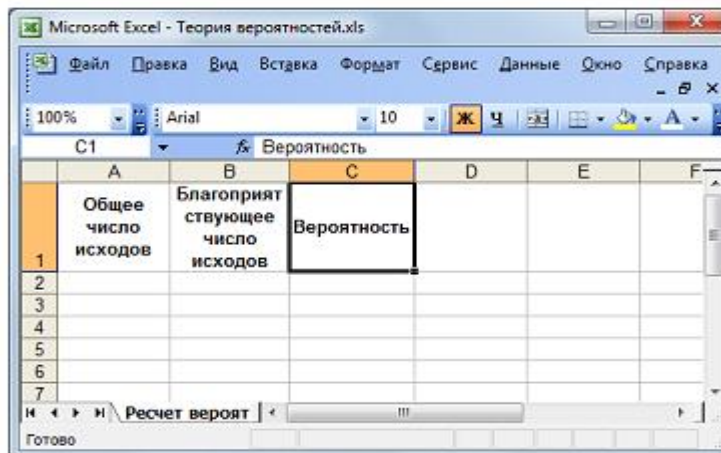 Microsoft Excel - Теория вероятностей.xls
Файл Правка Вид Вставка Формат Сервис Данные Окно Справка
100% Arial 10 Ж Ч
C1 fx Вероятность
A B C D E F
Общее
число
исходов
Благоприят
ствующее
число
исходов
Вероятность
1
2
3
4
5
6
7
Ресчет вероят
Готово